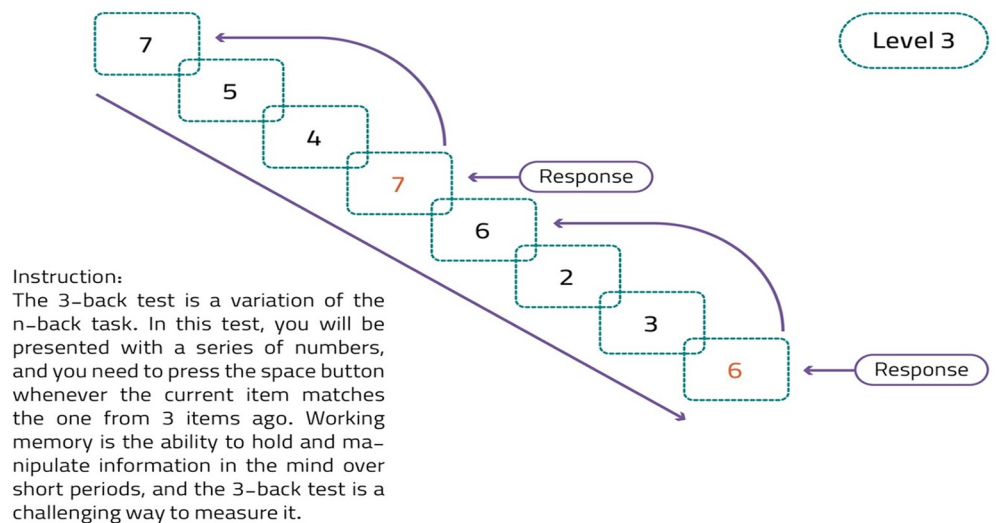 7
Level 3
5
4
7
Response
6
2
3
6
Response
Instruction:
The 3-back test is a variation of the
n-back task. In this test, you will be
presented with a series of numbers,
and you need to press the space button
whenever the current item matches
the one from 3 items ago. Working
memory is the ability to hold and ma-
nipulate information in the mind over
short periods, and the 3-back test is a
challenging way to measure it.